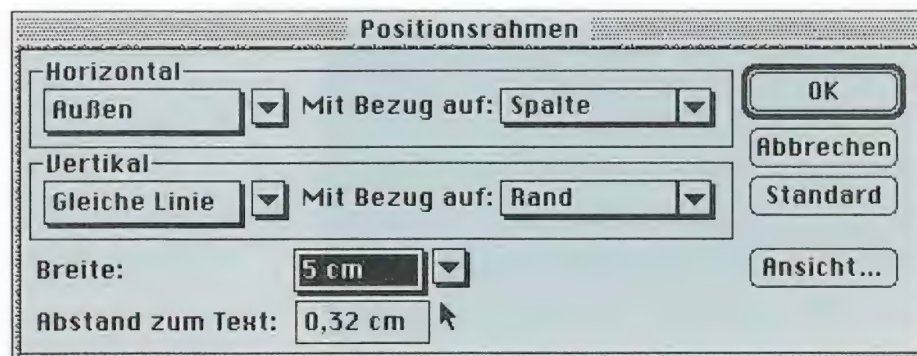 Positionsrahmen
Horizontal
Außen Mit Bezug auf: Spalte
OK
Abbrechen
Vertikal
Gleiche Linie Mit Bezug auf: Rand
Standard
Breite: 5 cm
Ansicht...
Abstand zum Text: 0,32 cm